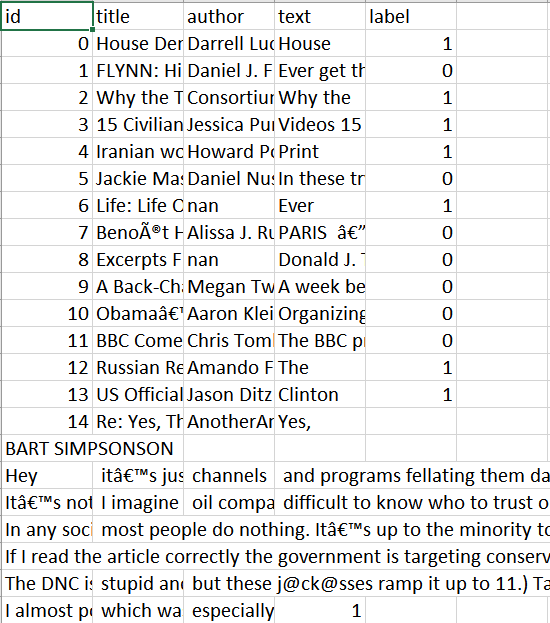 id title author text label
0 House Der Darrell Luc House 1
1 FLYNN: Hi Daniel J. F Ever get th 0
2 Why the T Consortiur Why the 1
3 15 Civilian Jessica Pur Videos 15 1
4 Iranian wo Howard Po Print 1
5 Jackie Mas Daniel Nus In these tr 0
6 Life: Life O nan Ever 1
7 BenoÃ®t H Alissa J. Ru PARIS â€” 0
8 Excerpts F nan Donald J. T 0
9 A Back-Cha Megan Tw A week be 0
10 Obamaâ€™ Aaron Klei Organizing 0
11 BBC Come Chris Tom The BBC pr 0
12 Russian Re Amando F The 1
13 US Official Jason Ditz Clinton 1
14 Re: Yes, Th AnotherAn Yes,
BART SIMPSONSON
Hey itâ€™s jus channels and programs fellating them da
Itâ€™s not I imagine oil compa difficult to know who to trust o
In any soci most people do nothing. Itâ€™s up to the minority to
If I read the article correctly the government is targeting conserv
The DNC is stupid and but these j@ck@sses ramp it up to 11.) Ta
I almost po which wa especially 1